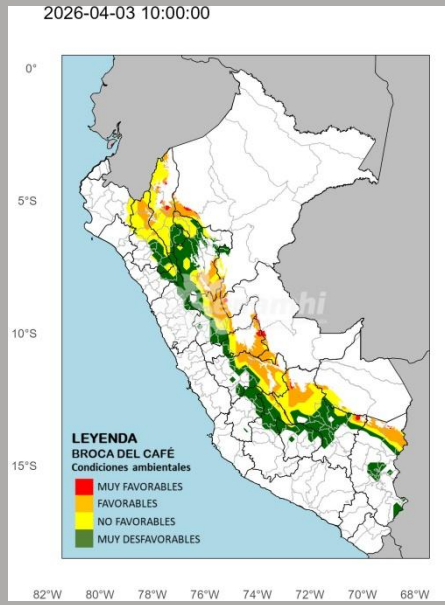 2026-04-03 10:00:00
0°
5°S
10°S
15°S
senamhi
LEYENDA
BROCA DEL CAFÉ
Condiciones ambientales
MUY FAVORABLES
FAVORABLES
NO FAVORABLES
MUY DESFAVORABLES
82°W 80°W 78°W 76°W 74°W 72°W 70°W 68°W